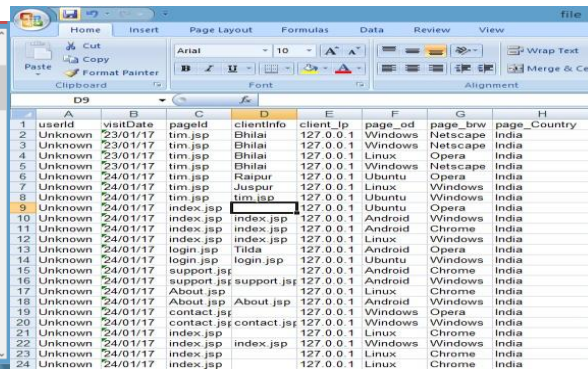 file
Home Insert Page Layout Formulas Data Review View
Cut
Copy
Paste
Format Painter
Arial 10 A A
Wrap Text
B I U A
Merge & Ce
Clipboard Font Alignment
D9 fx
A B C D E F G H
1 userId visitDate pageId clientInfo client_Ip page_od page_brw page_Country
2 Unknown 23/01/17 tim.jsp Bhilai 127.0.0.1 Windows Netscape India
3 Unknown 23/01/17 tim.jsp Bhilai 127.0.0.1 Windows Netscape India
4 Unknown 23/01/17 tim.jsp Bhilai 127.0.0.1 Linux Opera India
5 Unknown 23/01/17 tim.jsp Bhilai 127.0.0.1 Windows Netscape India
6 Unknown 24/01/17 tim.jsp Raipur 127.0.0.1 Ubuntu Opera India
7 Unknown 24/01/17 tim.jsp Juspur 127.0.0.1 Linux Windows India
8 Unknown 24/01/17 tim.jsp tim.jsp 127.0.0.1 Ubuntu Windows India
9 Unknown 24/01/17 index.jsp 127.0.0.1 Ubuntu Opera India
10 Unknown 24/01/17 index.jsp index.jsp 127.0.0.1 Android Windows India
11 Unknown 24/01/17 index.jsp index.jsp 127.0.0.1 Android Chrome India
12 Unknown 24/01/17 index.jsp index.jsp 127.0.0.1 Linux Windows India
13 Unknown 24/01/17 login.jsp Tilda 127.0.0.1 Android Opera India
14 Unknown 24/01/17 login.jsp login.jsp 127.0.0.1 Ubuntu Windows India
15 Unknown 24/01/17 support.jsp 127.0.0.1 Android Chrome India
16 Unknown 24/01/17 support.jsp support.jsp 127.0.0.1 Android Windows India
17 Unknown 24/01/17 About.jsp 127.0.0.1 Linux Chrome India
18 Unknown 24/01/17 About.jsp About.jsp 127.0.0.1 Android Windows India
19 Unknown 24/01/17 contact.jsp 127.0.0.1 Windows Opera India
20 Unknown 24/01/17 contact.jsp contact.jsp 127.0.0.1 Windows Windows India
21 Unknown 24/01/17 index.jsp 127.0.0.1 Linux Chrome India
22 Unknown 24/01/17 index.jsp index.jsp 127.0.0.1 Windows Windows India
23 Unknown 24/01/17 index.jsp 127.0.0.1 Linux Chrome India
24 Unknown 24/01/17 index.jsp 127.0.0.1 Linux Chrome India